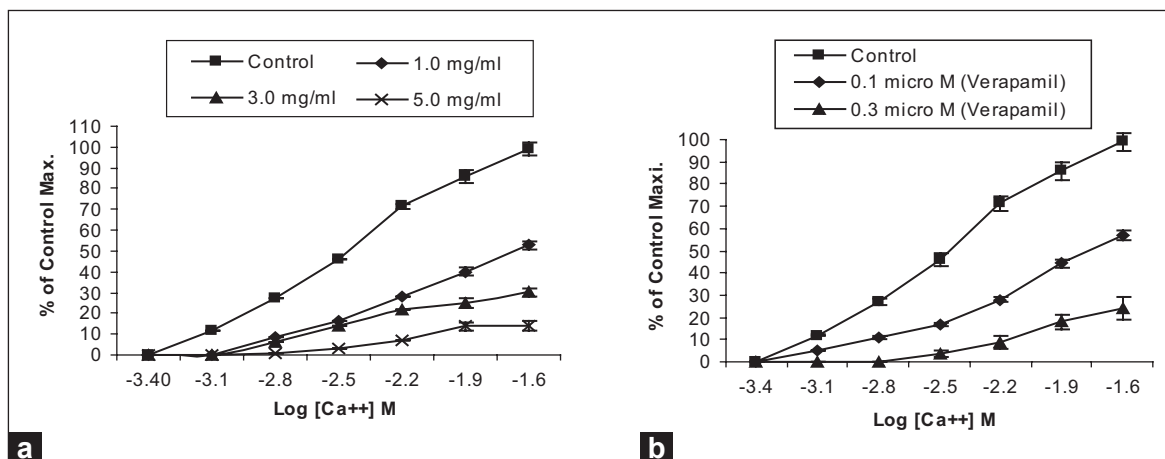 Control
1.0 mg/ml
3.0 mg/ml
5.0 mg/ml
% of Control Max.
110
100
90
80
70
60
50
40
30
20
10
0
-3.40 -3.1 -2.8 -2.5 -2.2 -1.9 -1.6
Log [Ca++] M
a
Control
0.1 micro M (Verapamil)
0.3 micro M (Verapamil)
% of Control Maxi.
100
90
80
70
60
50
40
30
20
10
0
-3.4 -3.1 -2.8 -2.5 -2.2 -1.9 -1.6
Log [Ca++] M
b